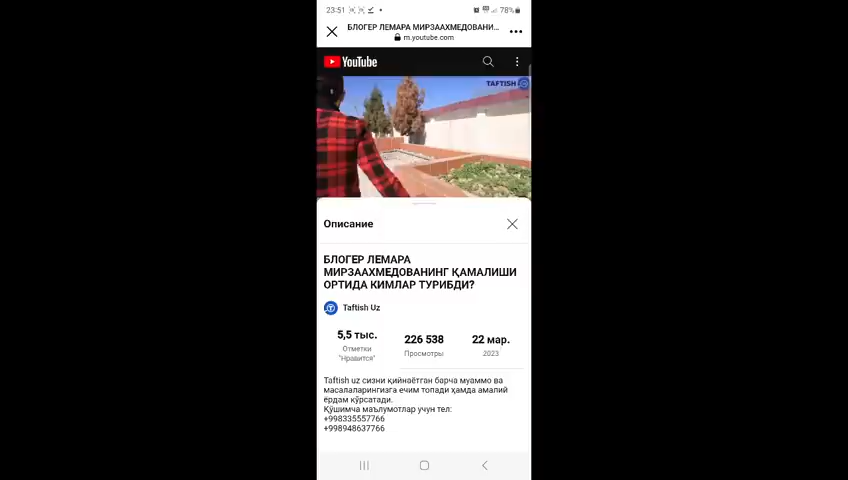 23:51
78%
БЛОГЕР ЛЕМАРА МИРЗААХМЕДОВАНИ...
m.youtube.com
YouTube
TAFTISH
Описание
БЛОГЕР ЛЕМАРА
МИРЗААХМЕДОВАНИНГ ҚАМАЛИШИ
ОРТИДА КИМЛАР ТУРИБДИ?
Taftish Uz
5,5 тыс.
Отметки
"Нравится"
226 538
Просмотры
22 мар.
2023
Taftish uz сизни қийнаётган барча муаммо ва
масалаларингизга ечим топади ҳамда амалий
ёрдам кўрсатади.
Қўшимча маълумотлар учун тел:
+998335557766
+998948637766